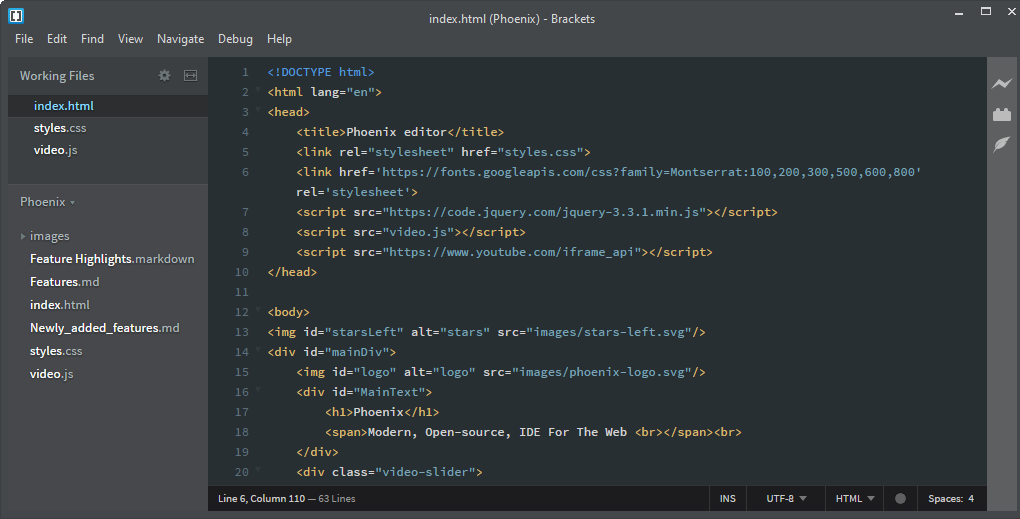 index.html (Phoenix) - Brackets
File Edit Find View Navigate Debug Help
Working Files
index.html
styles.css
video.js
Phoenix
images
Feature Highlights.markdown
Features.md
index.html
Newly_added_features.md
styles.css
video.js
1 <!DOCTYPE html>
2 <html lang="en">
3 <head>
4 <title>Phoenix editor</title>
5 <link rel="stylesheet" href="styles.css">
6 <link href='https://fonts.googleapis.com/css?family=Montserrat:100,200,300,500,600,800'
rel='stylesheet'>
7 <script src="https://code.jquery.com/jquery-3.3.1.min.js"></script>
8 <script src="video.js"></script>
9 <script src="https://www.youtube.com/iframe_api"></script>
10 </head>
11
12 <body>
13 <img id="starsLeft" alt="stars" src="images/stars-left.svg"/>
14 <div id="mainDiv">
15 <img id="logo" alt="logo" src="images/phoenix-logo.svg"/>
16 <div id="MainText">
17 <h1>Phoenix</h1>
18 <span>Modern, Open-source, IDE For The Web <br></span><br>
19 </div>
20 <div class="video-slider">
Line 6, Column 110 — 63 Lines INS UTF-8 HTML Spaces: 4